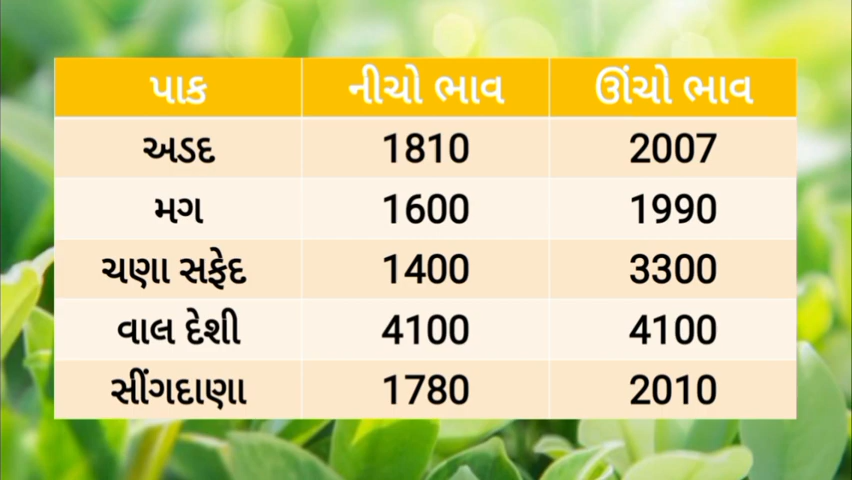 પાક નીચો ભાવ ઊંચો ભાવ
અડદ 1810 2007
મગ 1600 1990
ચણા સફેદ 1400 3300
વાલ દેશી 4100 4100
સીંગદાણા 1780 2010